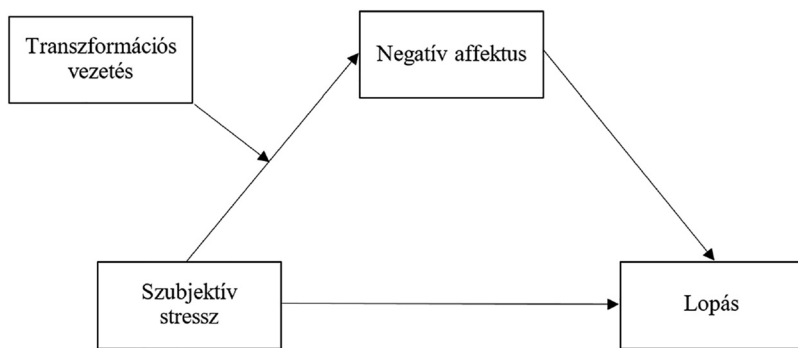 Transzformációs
vezetés
Negatív affektus
Szubjektív
stressz
Lopás